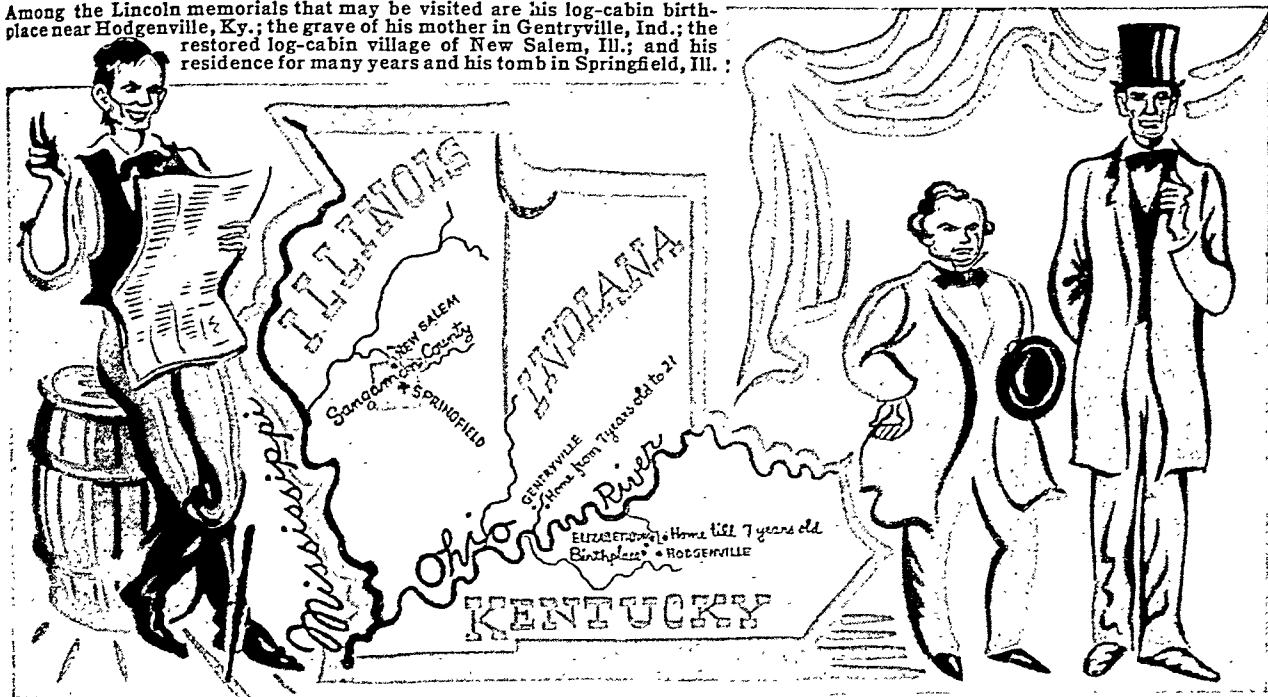 Among the Lincoln memorials that may be visited are his log-cabin birth-
place near Hodgenville, Ky.; the grave of his mother in Gentryville, Ind.; the
restored log-cabin village of New Salem, Ill.; and his
residence for many years and his tomb in Springfield, Ill.
ILLINOIS
INDIANA
NEW SALEM
Sangamon County
SPRINGFIELD
Mississippi
GENTRYVILLE
Home from 7 years old to 21
Ohio River
Home till 7 years old
Birthplace
HODGENVILLE
KENTUCKY